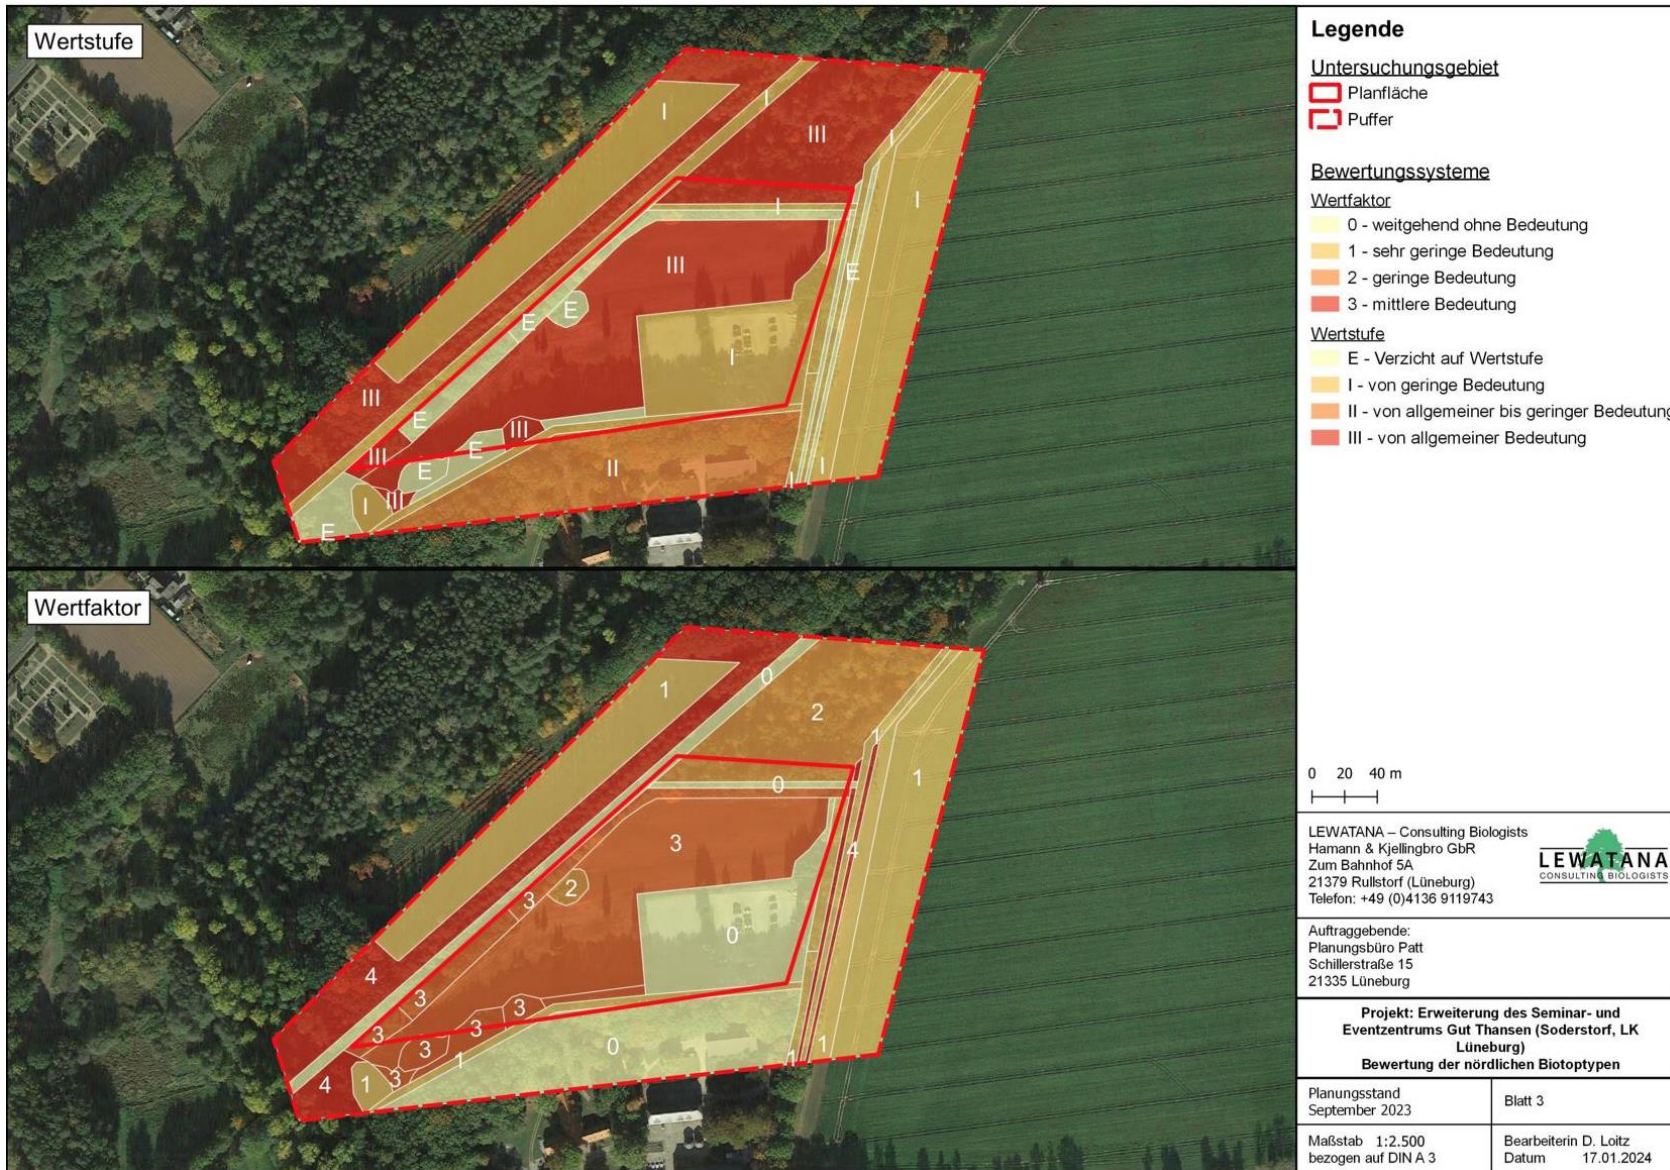 Wertstufe
I
I
III
I
I
I
III
E
E
E
I
III
E
III
III
E
E
II
III
I
I
I
E
Wertfaktor
1
0
2
1
0
1
3
4
2
3
0
4
3
3
3
3
3
1
0
4
1
3
1
1
Legende
Untersuchungsgebiet
Planfläche
Puffer
Bewertungssysteme
Wertfaktor
0 - weitgehend ohne Bedeutung
1 - sehr geringe Bedeutung
2 - geringe Bedeutung
3 - mittlere Bedeutung
Wertstufe
E - Verzicht auf Wertstufe
I - von geringe Bedeutung
II - von allgemeiner bis geringer Bedeutung
III - von allgemeiner Bedeutung
0 20 40 m
LEWATANA – Consulting Biologists
Hamann & Kjellingbro GbR
Zum Bahnhof 5A
21379 Rullstorf (Lüneburg)
Telefon: +49 (0)4136 9119743
LEWATANA
CONSULTING BIOLOGISTS
Auftraggebende:
Planungsbüro Patt
Schillerstraße 15
21335 Lüneburg
Projekt: Erweiterung des Seminar- und
Eventzentrums Gut Thansen (Soderstorf, LK
Lüneburg)
Bewertung der nördlichen Biotoptypen
Planungsstand
September 2023
Blatt 3
Maßstab 1:2.500
bezogen auf DIN A 3
Bearbeiterin D. Loitz
Datum 17.01.2024